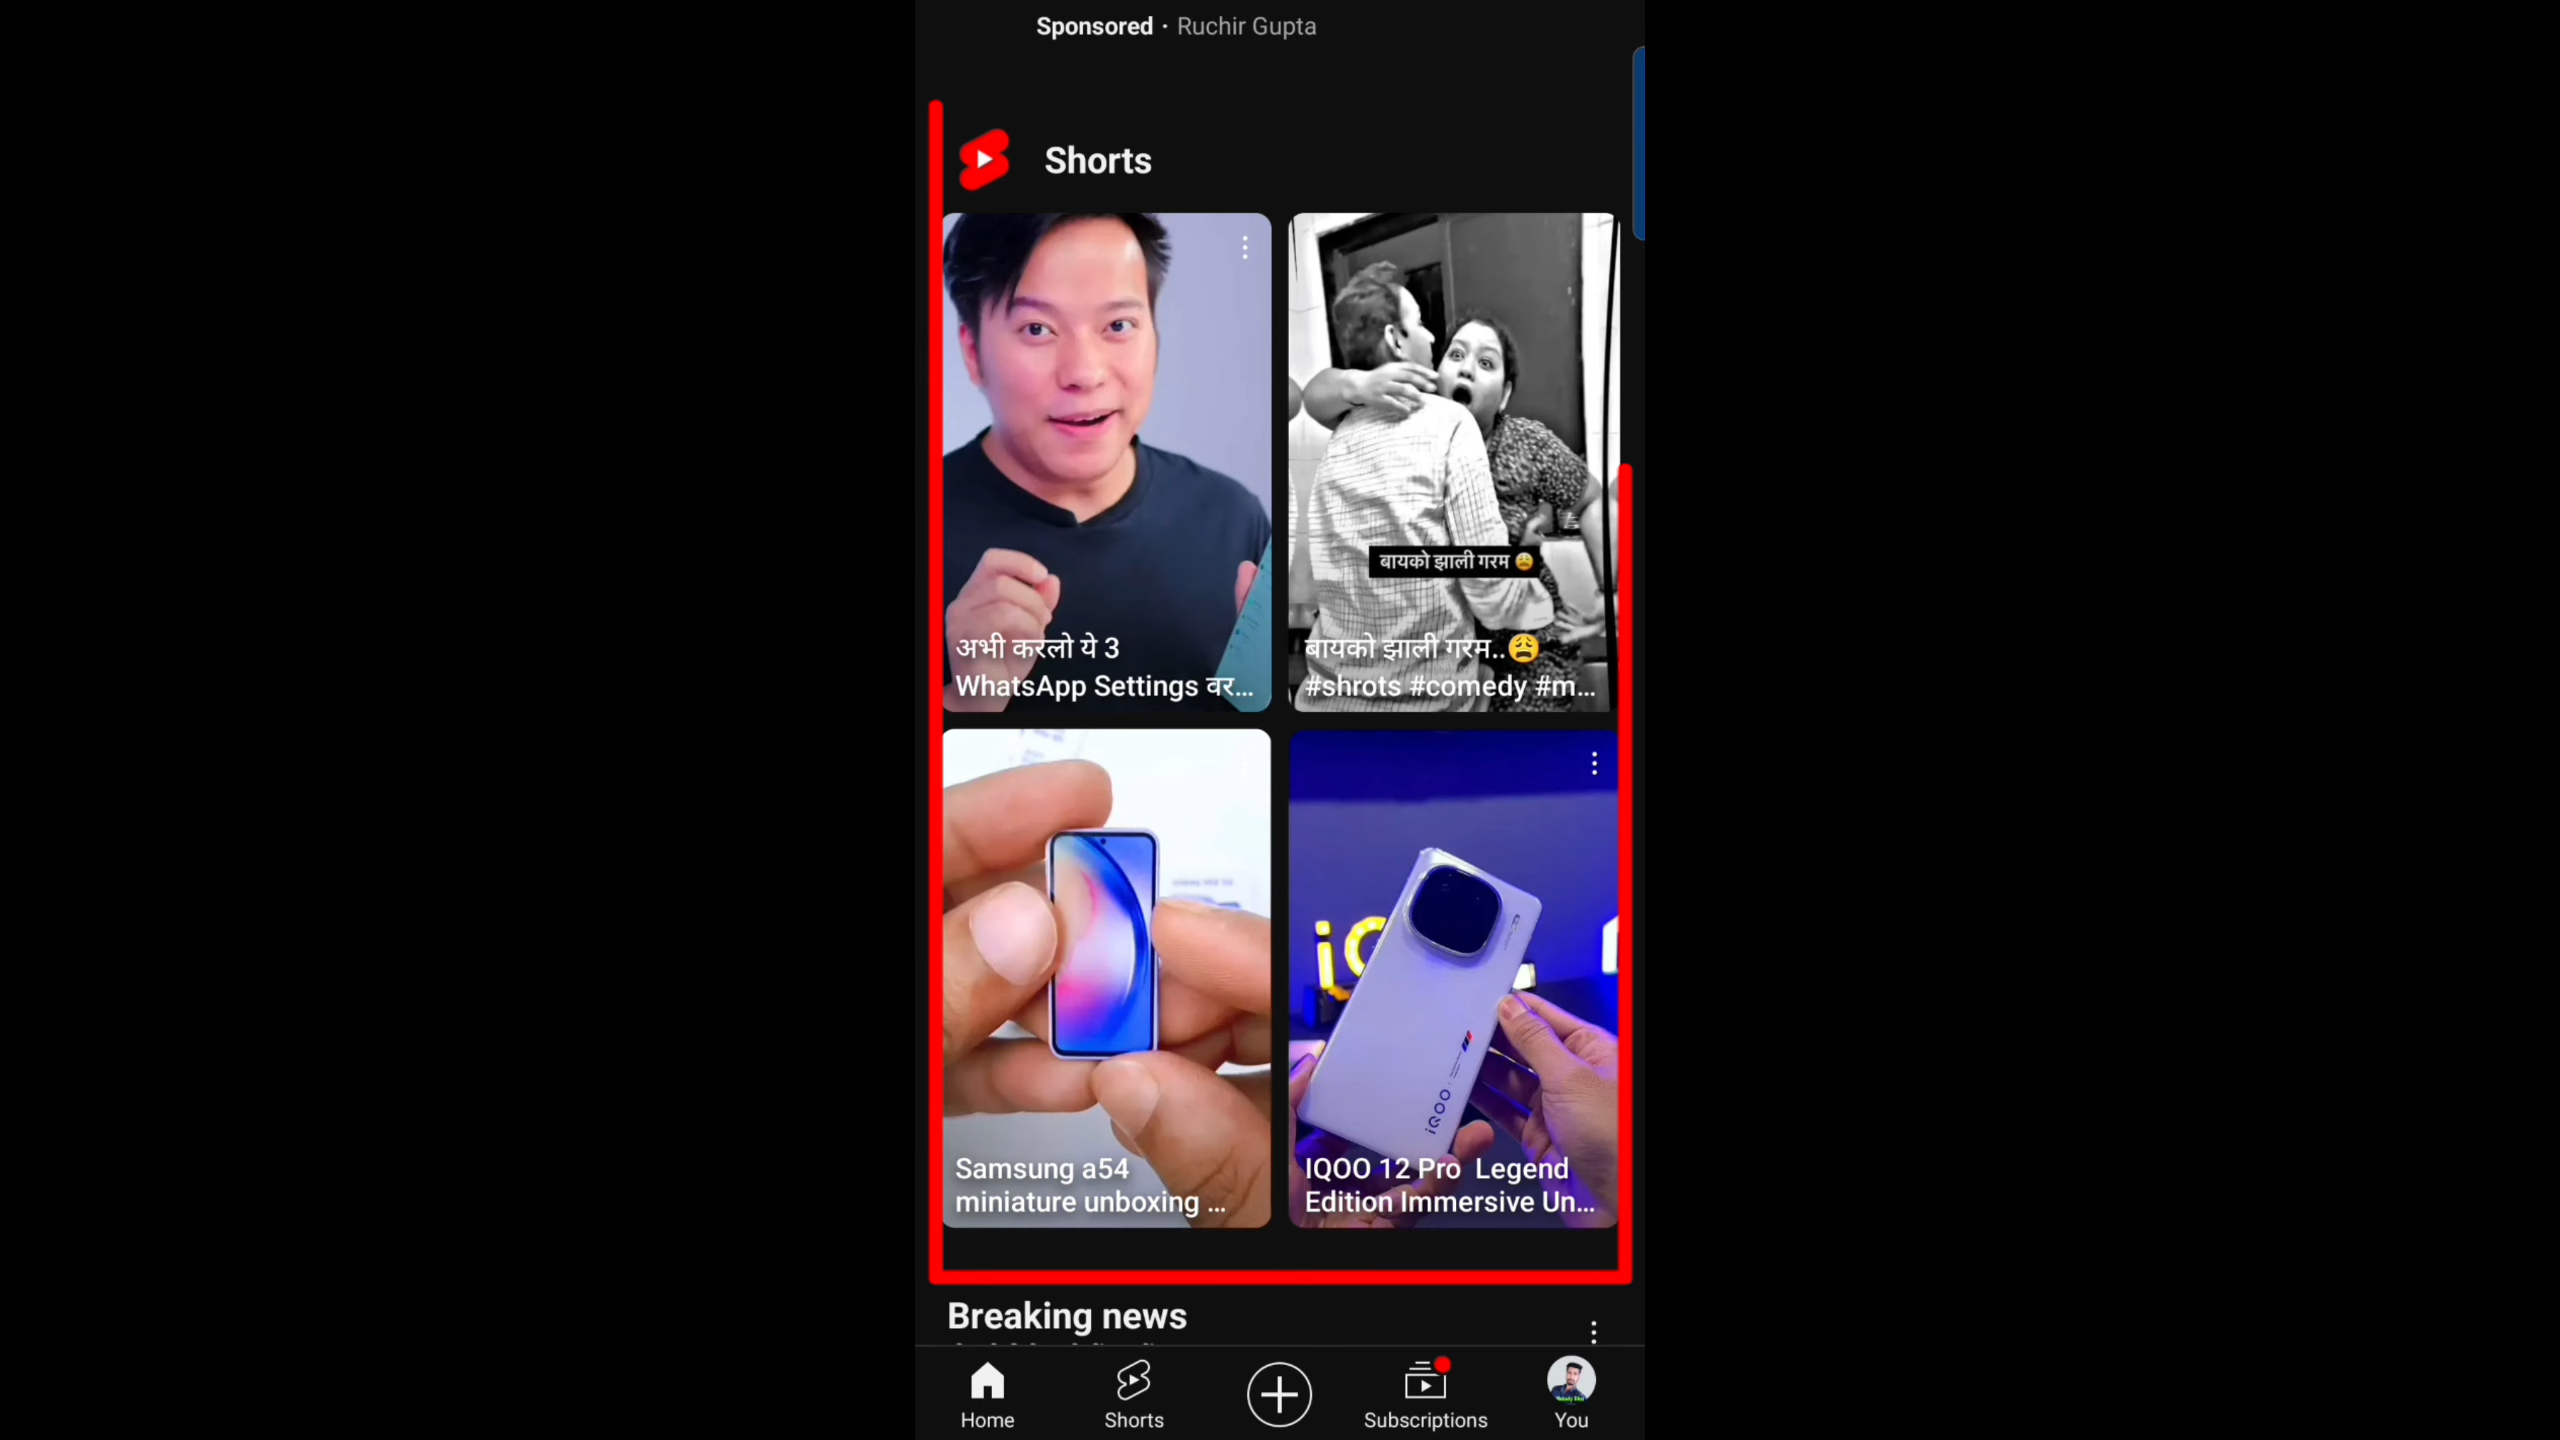 Sponsored · Ruchir Gupta
Shorts
बायको झाली गरम 😩
अभी करलो ये 3
WhatsApp Settings वर...
बायको झाली गरम..😩
#shrots #comedy #m...
iQOO
Samsung a54
miniature unboxing ...
IQOO 12 Pro Legend
Edition Immersive Un...
Breaking news
Home
Shorts
Subscriptions
You